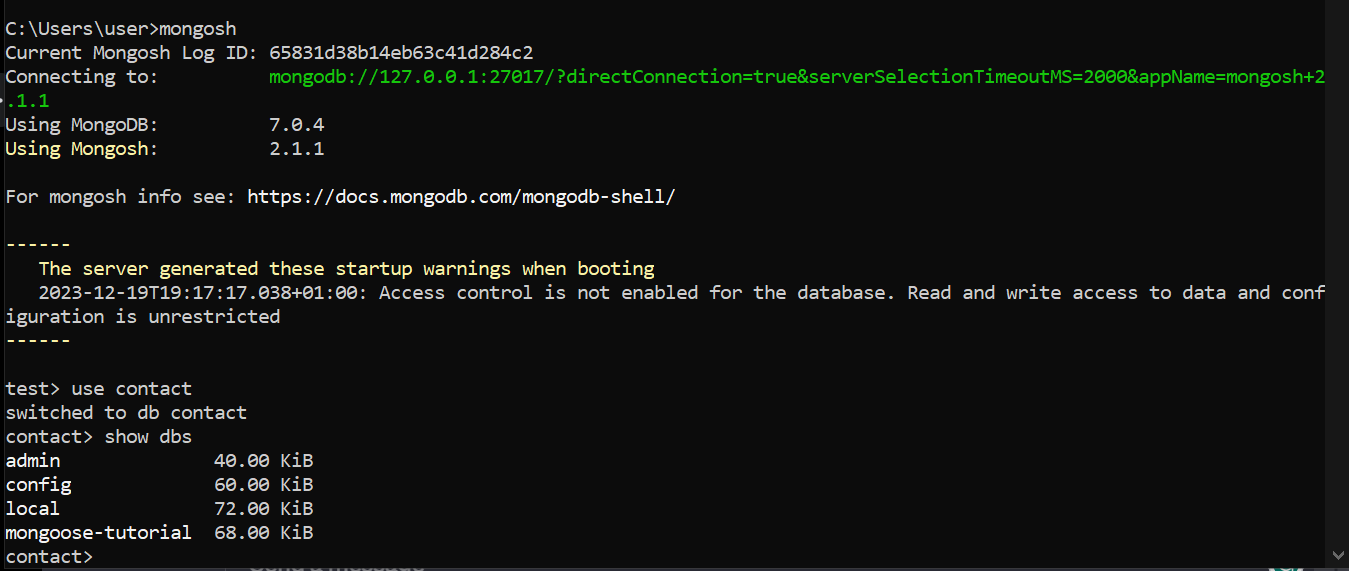 C:\Users\user>mongosh
Current Mongosh Log ID: 65831d38b14eb63c41d284c2
Connecting to:          mongodb://127.0.0.1:27017/?directConnection=true&serverSelectionTimeoutMS=2000&appName=mongosh+2
.1.1
Using MongoDB:          7.0.4
Using Mongosh:          2.1.1
For mongosh info see: https://docs.mongodb.com/mongodb-shell/
------
   The server generated these startup warnings when booting
   2023-12-19T19:17:17.038+01:00: Access control is not enabled for the database. Read and write access to data and conf
iguration is unrestricted
------
test> use contact
switched to db contact
contact> show dbs
admin              40.00 KiB
config             60.00 KiB
local              72.00 KiB
mongoose-tutorial  68.00 KiB
contact>